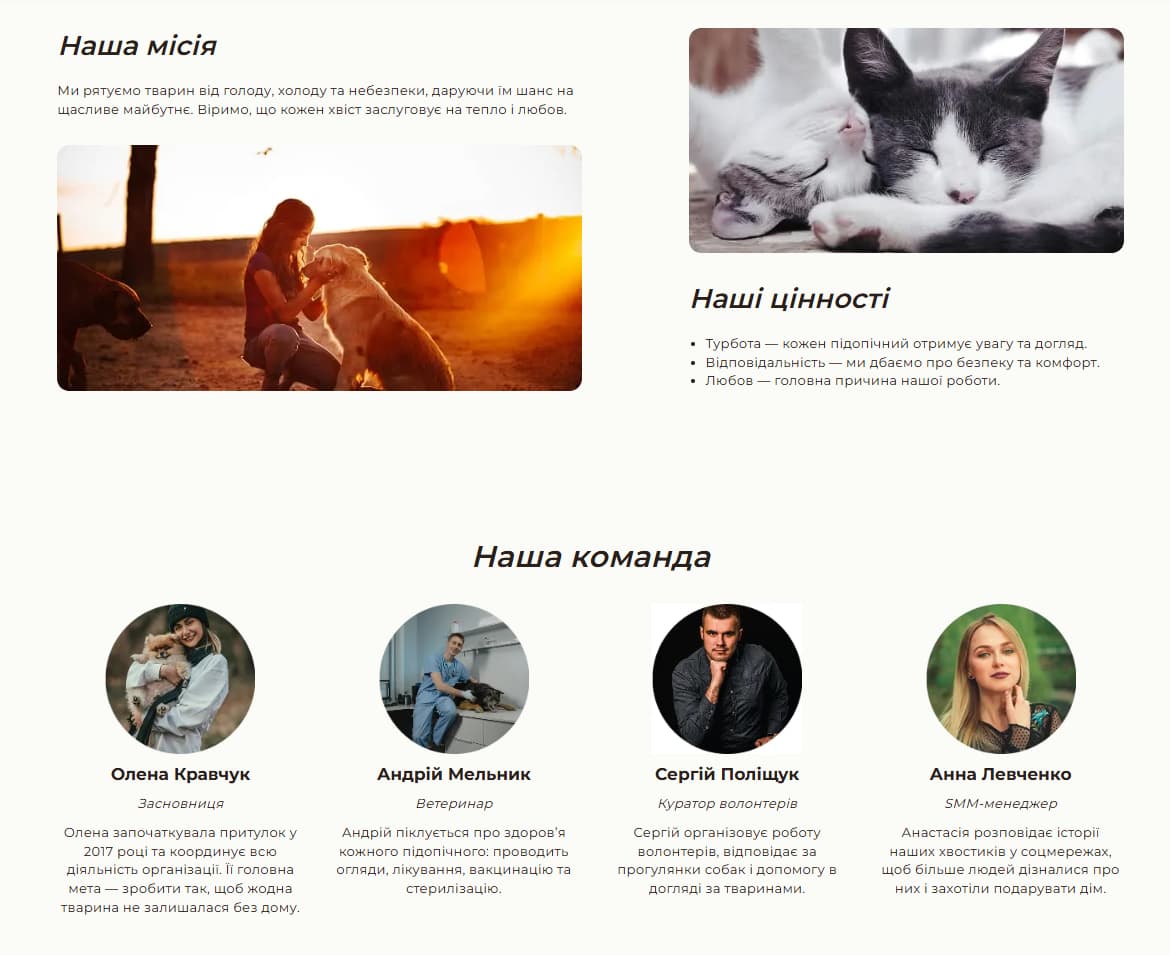 Наша місія
Ми рятуємо тварин від голоду, холоду та небезпеки, даруючи їм шанс на
щасливе майбутнє. Віримо, що кожен хвіст заслуговує на тепло і любов.
Наші цінності
• Турбота — кожен підопічний отримує увагу та догляд.
• Відповідальність — ми дбаємо про безпеку та комфорт.
• Любов — головна причина нашої роботи.
Наша команда
Олена Кравчук
Засновниця
Олена започаткувала притулок у
2017 році та координує всю
діяльність організації. Її головна
мета — зробити так, щоб жодна
тварина не залишалася без дому.
Андрій Мельник
Ветеринар
Андрій піклується про здоров’я
кожного підопічного: проводить
огляди, лікування, вакцинацію та
стерилізацію.
Сергій Поліщук
Куратор волонтерів
Сергій організовує роботу
волонтерів, відповідає за
прогулянки собак і допомогу в
догляді за тваринами.
Анна Левченко
SMM-менеджер
Анастасія розповідає історії
наших хвостиків у соцмережах,
щоб більше людей дізналися про
них і захотіли подарувати дім.